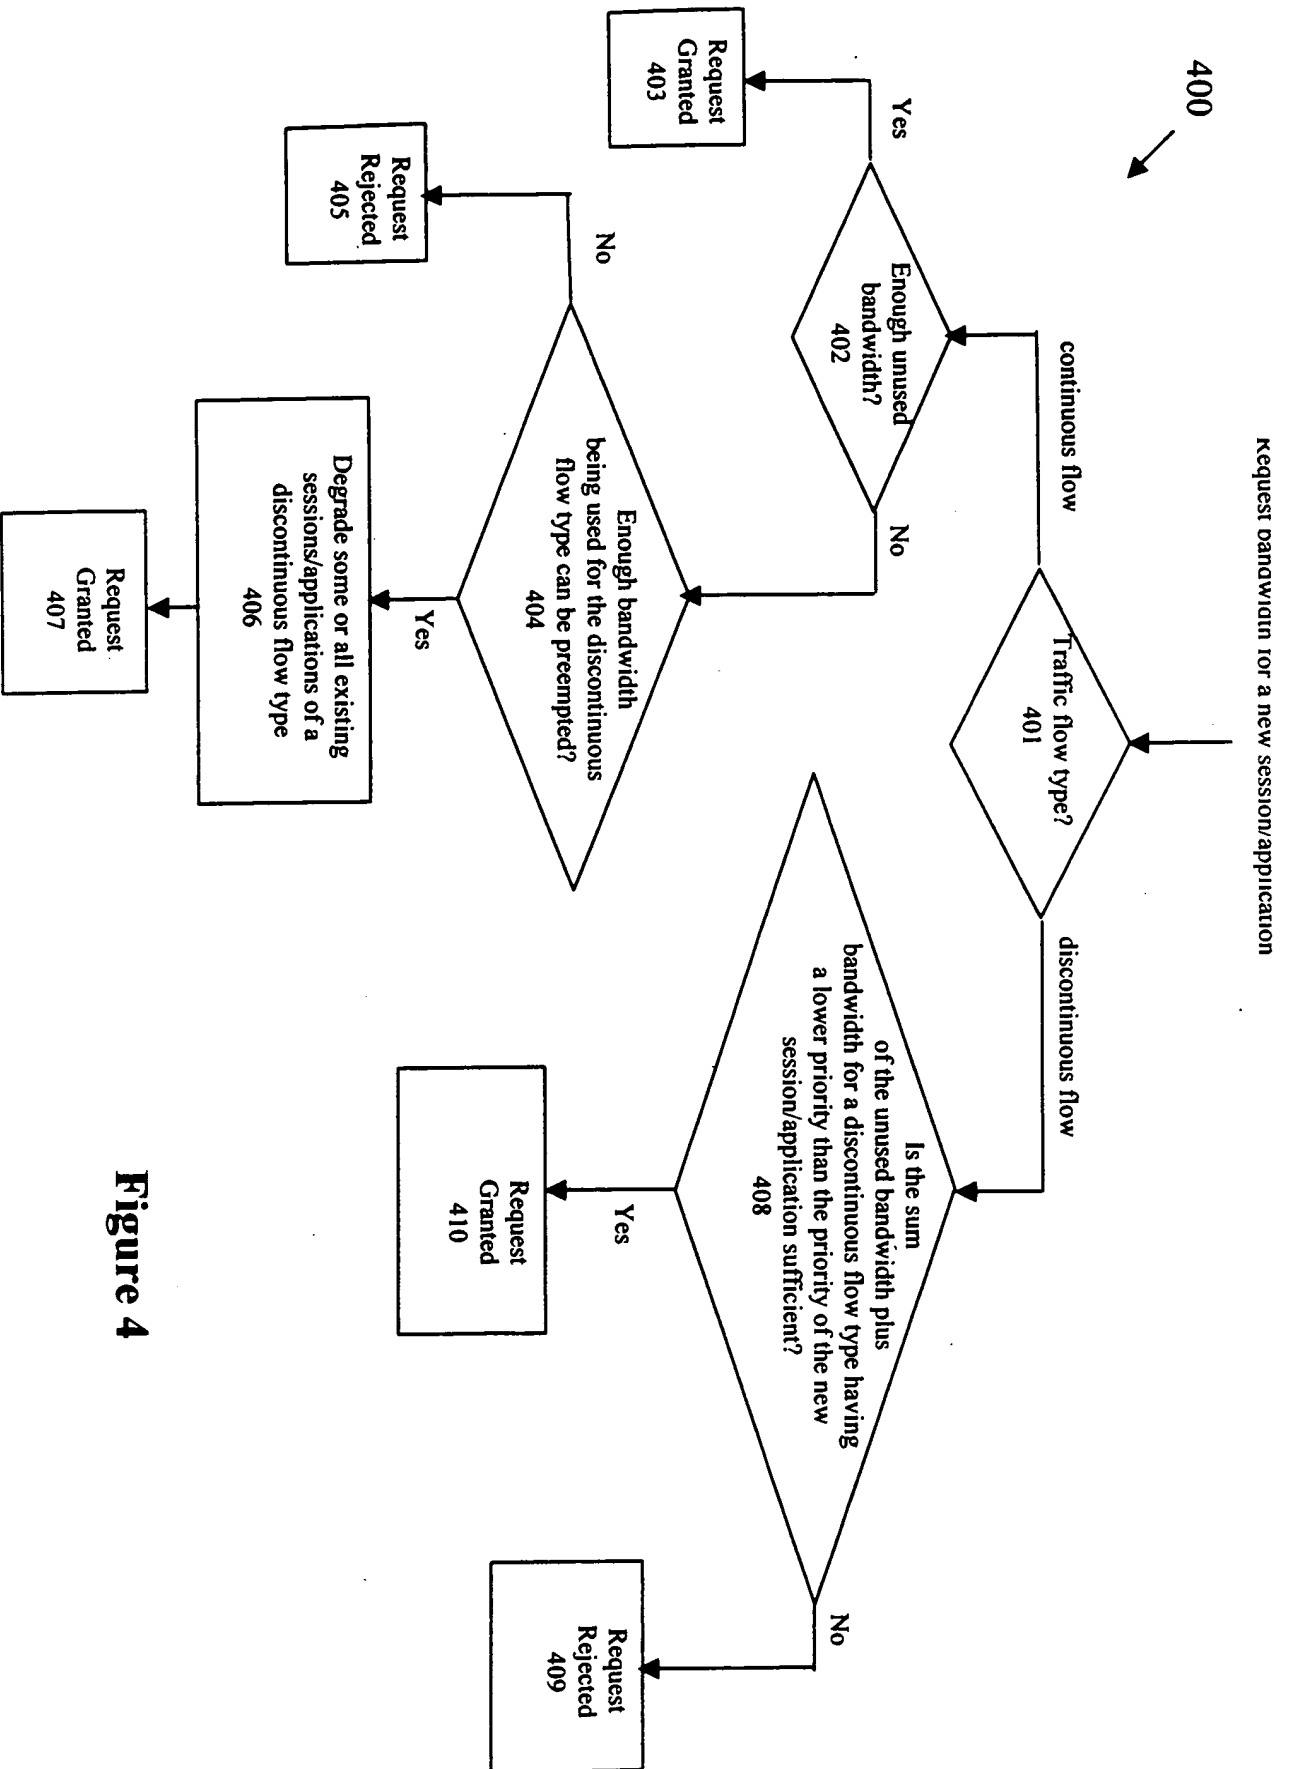 Request bandwidth for a new session/application
400
Traffic flow type?
401
continuous flow
discontinuous flow
Enough unused
bandwidth?
402
Yes
No
Request
Granted
403
Enough bandwidth
being used for the discontinuous
flow type can be preempted?
404
No
Yes
Request
Rejected
405
Degrade some or all existing
sessions/applications of a
discontinuous flow type
406
Request
Granted
407
Is the sum
of the unused bandwidth plus
bandwidth for a discontinuous flow type having
a lower priority than the priority of the new
session/application sufficient?
408
Yes
No
Request
Granted
410
Request
Rejected
409
Figure 4